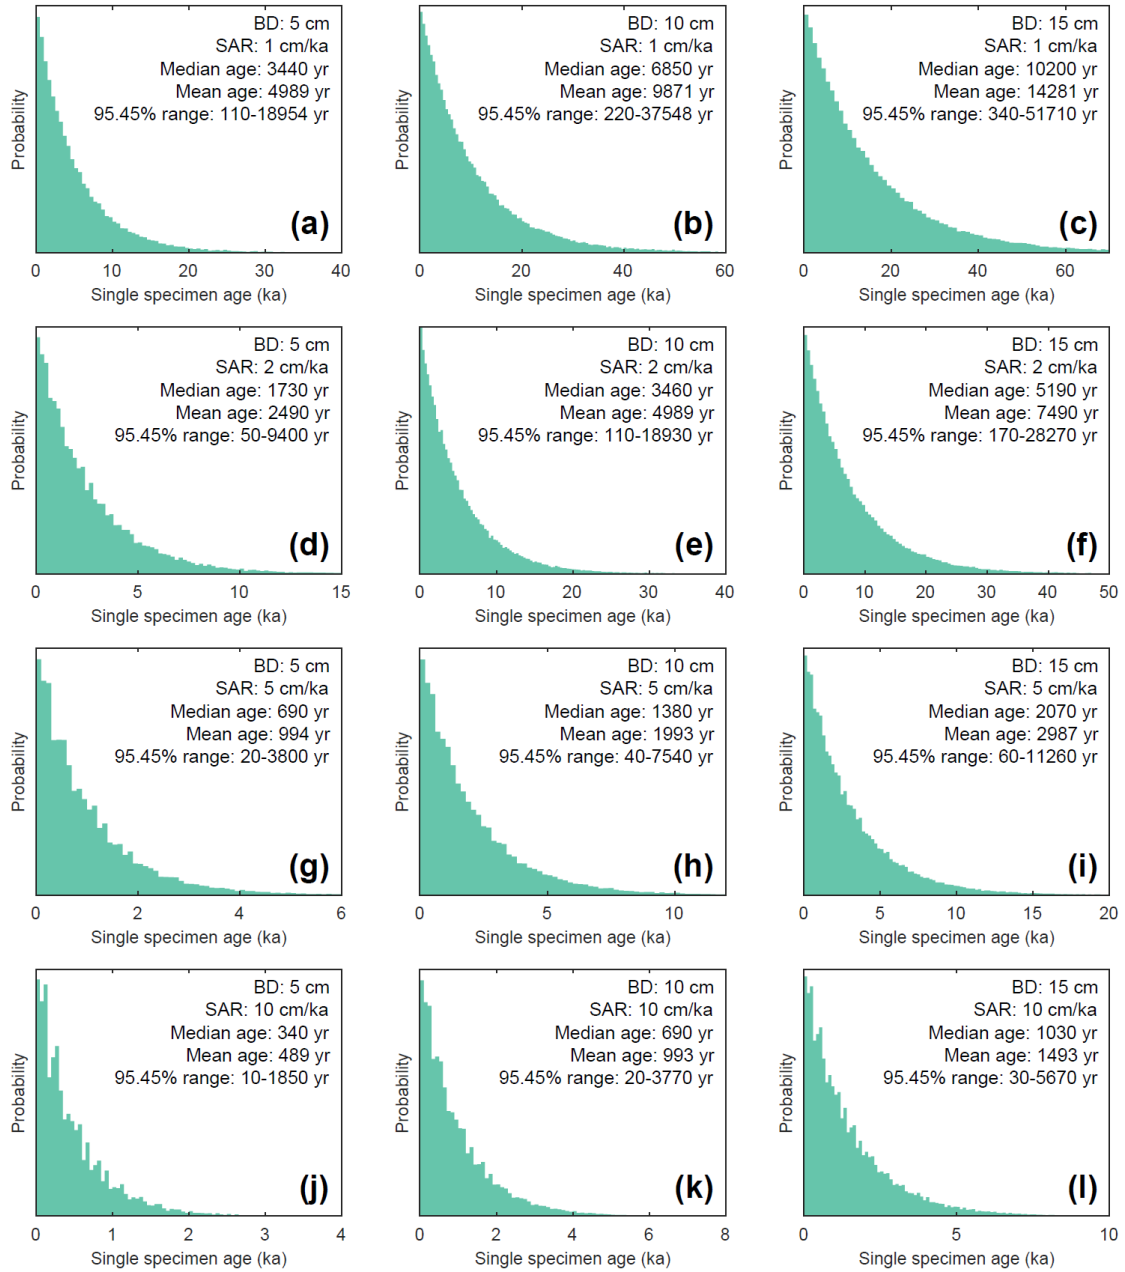 BD: 5 cm
SAR: 1 cm/ka
Median age: 3440 yr
Mean age: 4989 yr
95.45% range: 110-18954 yr
Probability
(a)
0 10 20 30 40
Single specimen age (ka)
BD: 10 cm
SAR: 1 cm/ka
Median age: 6850 yr
Mean age: 9871 yr
95.45% range: 220-37548 yr
Probability
(b)
0 20 40 60
Single specimen age (ka)
BD: 15 cm
SAR: 1 cm/ka
Median age: 10200 yr
Mean age: 14281 yr
95.45% range: 340-51710 yr
Probability
(c)
0 20 40 60
Single specimen age (ka)
BD: 5 cm
SAR: 2 cm/ka
Median age: 1730 yr
Mean age: 2490 yr
95.45% range: 50-9400 yr
Probability
(d)
0 5 10 15
Single specimen age (ka)
BD: 10 cm
SAR: 2 cm/ka
Median age: 3460 yr
Mean age: 4989 yr
95.45% range: 110-18930 yr
Probability
(e)
0 10 20 30 40
Single specimen age (ka)
BD: 15 cm
SAR: 2 cm/ka
Median age: 5190 yr
Mean age: 7490 yr
95.45% range: 170-28270 yr
Probability
(f)
0 10 20 30 40 50
Single specimen age (ka)
BD: 5 cm
SAR: 5 cm/ka
Median age: 690 yr
Mean age: 994 yr
95.45% range: 20-3800 yr
Probability
(g)
0 2 4 6
Single specimen age (ka)
BD: 10 cm
SAR: 5 cm/ka
Median age: 1380 yr
Mean age: 1993 yr
95.45% range: 40-7540 yr
Probability
(h)
0 5 10
Single specimen age (ka)
BD: 15 cm
SAR: 5 cm/ka
Median age: 2070 yr
Mean age: 2987 yr
95.45% range: 60-11260 yr
Probability
(i)
0 5 10 15 20
Single specimen age (ka)
BD: 5 cm
SAR: 10 cm/ka
Median age: 340 yr
Mean age: 489 yr
95.45% range: 10-1850 yr
Probability
(j)
0 1 2 3 4
Single specimen age (ka)
BD: 10 cm
SAR: 10 cm/ka
Median age: 690 yr
Mean age: 993 yr
95.45% range: 20-3770 yr
Probability
(k)
0 2 4 6 8
Single specimen age (ka)
BD: 15 cm
SAR: 10 cm/ka
Median age: 1030 yr
Mean age: 1493 yr
95.45% range: 30-5670 yr
Probability
(l)
0 5 10
Single specimen age (ka)